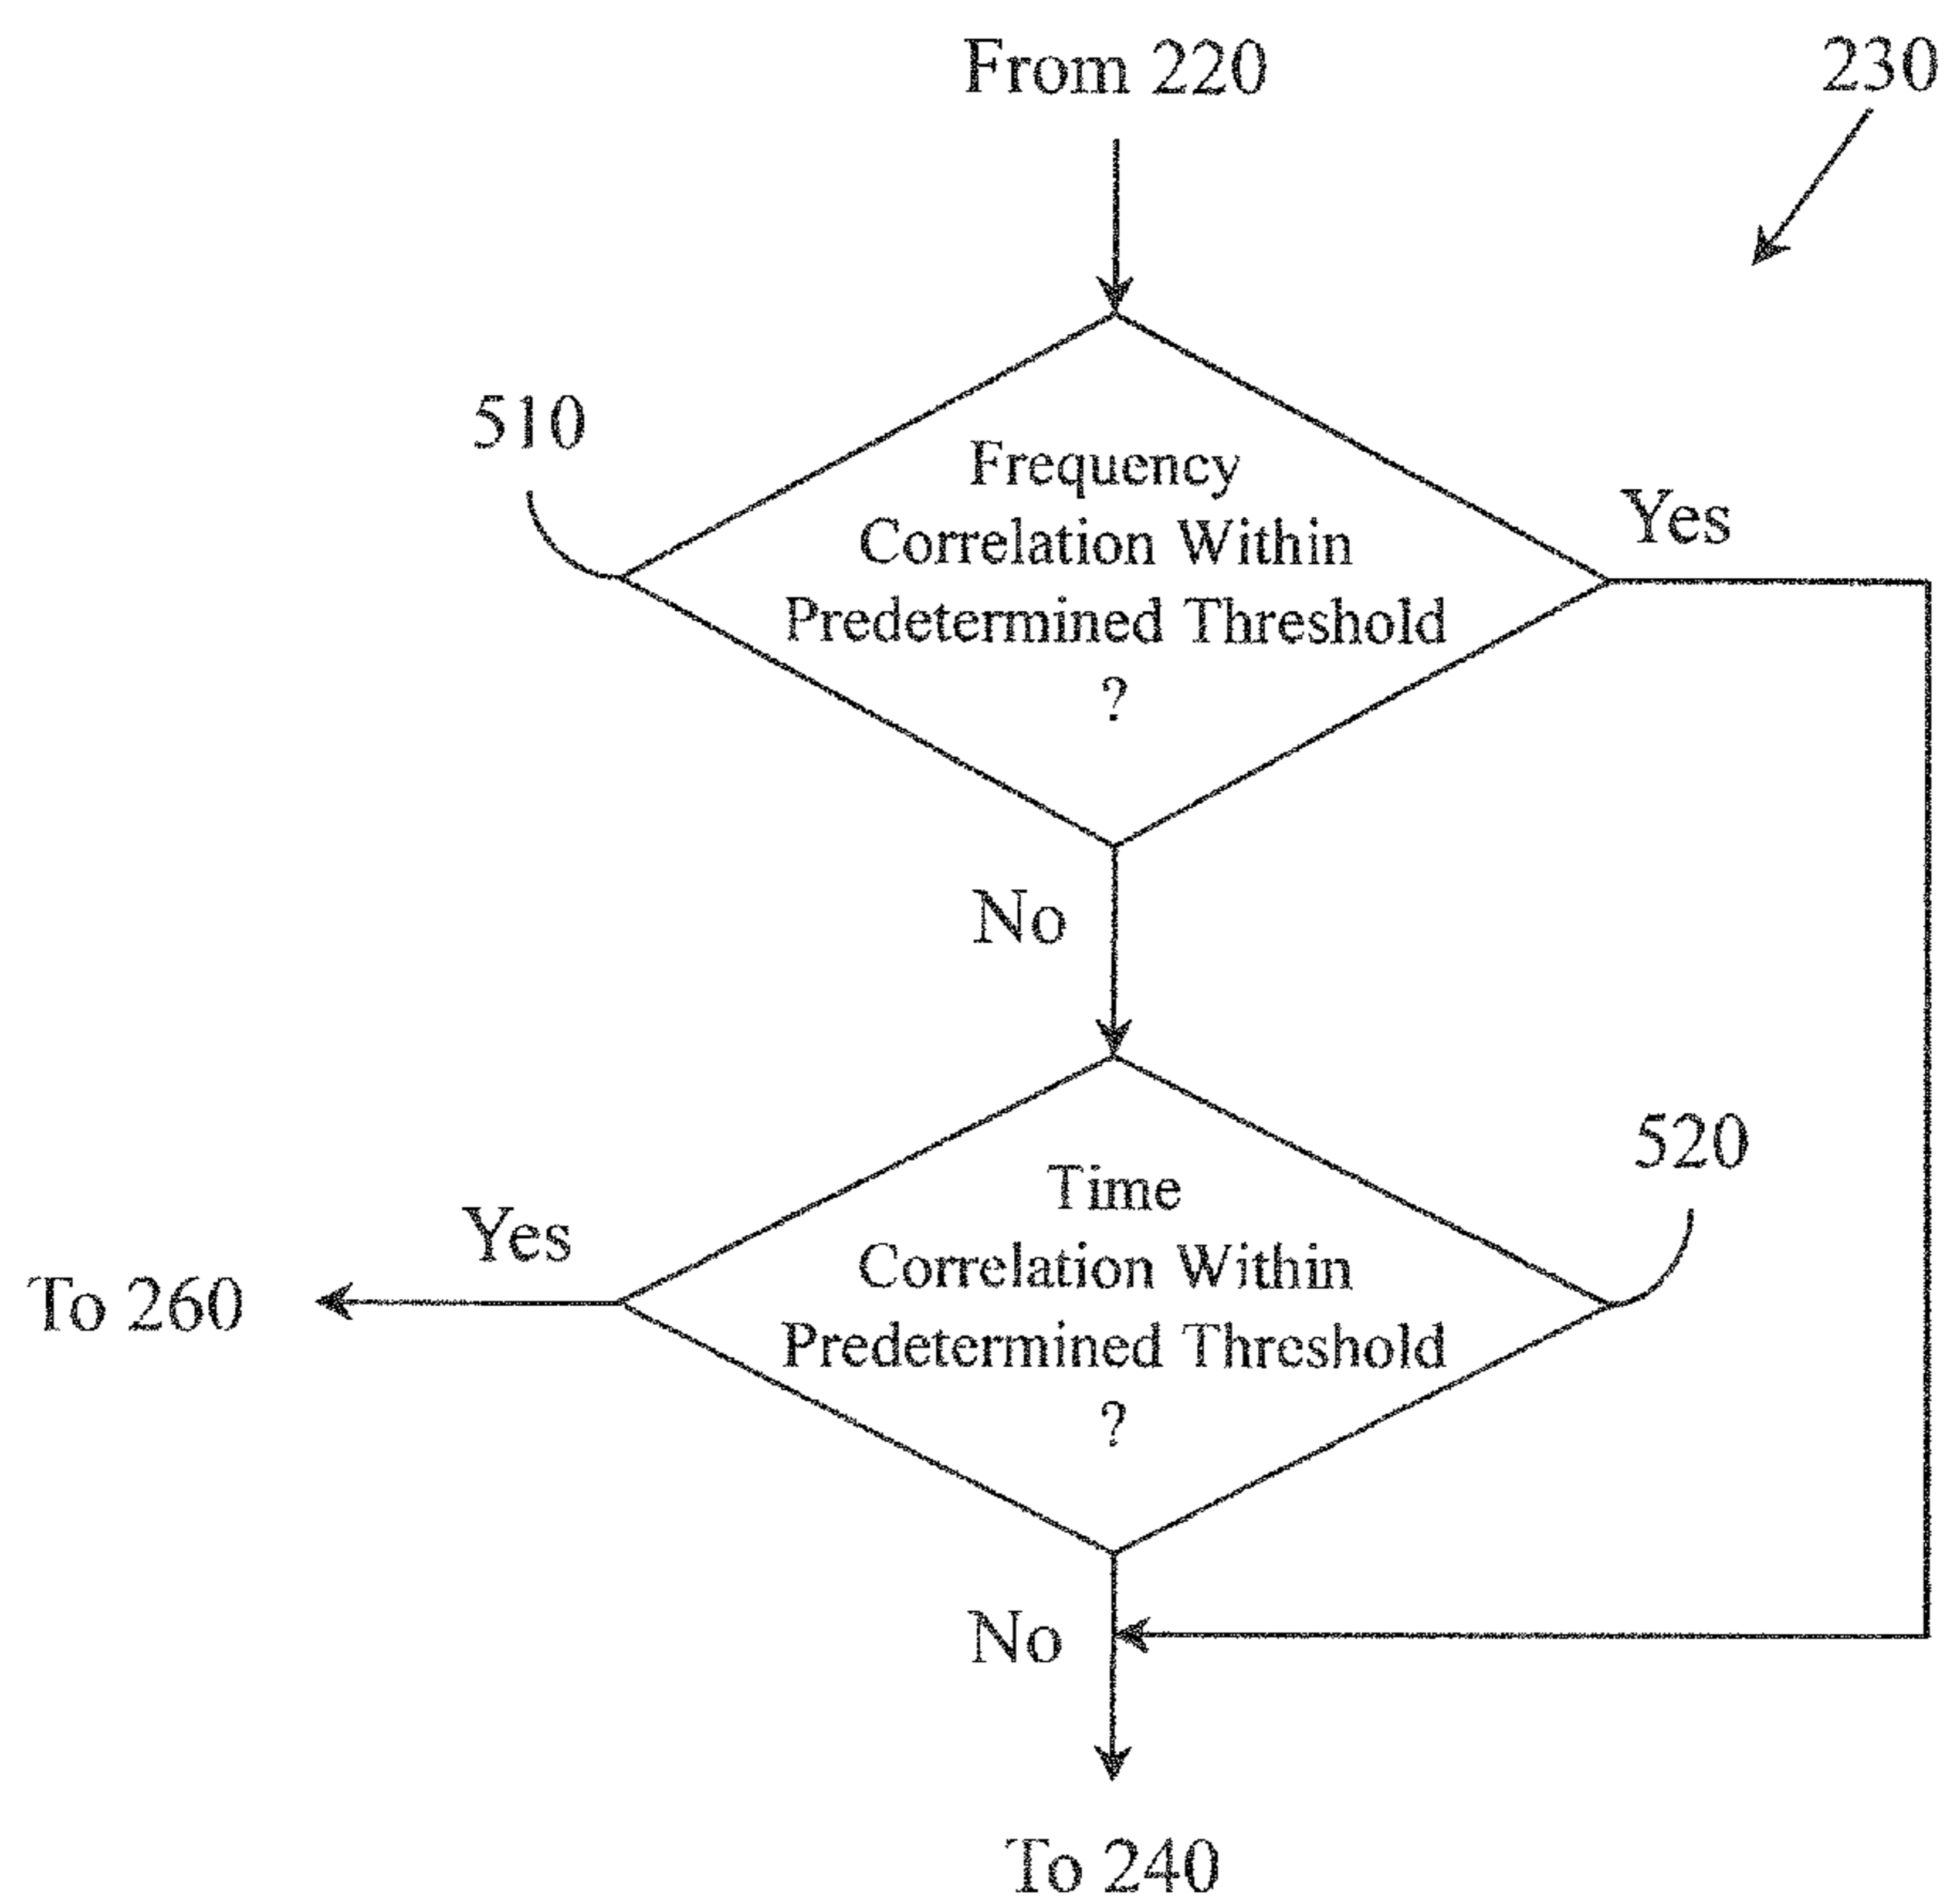 From 220
230
510
Frequency
Correlation Within
Predetermined Threshold
?
Yes
No
520
Time
Correlation Within
Predetermined Threshold
?
Yes
To 260
No
To 240